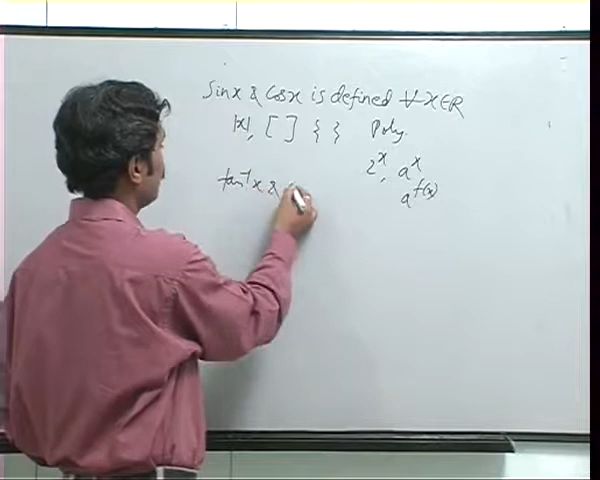 Sinx & Cosx is defined ∀ x∈R
|x|, [ ] { } Poly.
2^x, a^x
tan⁻¹x &
a^f(x)